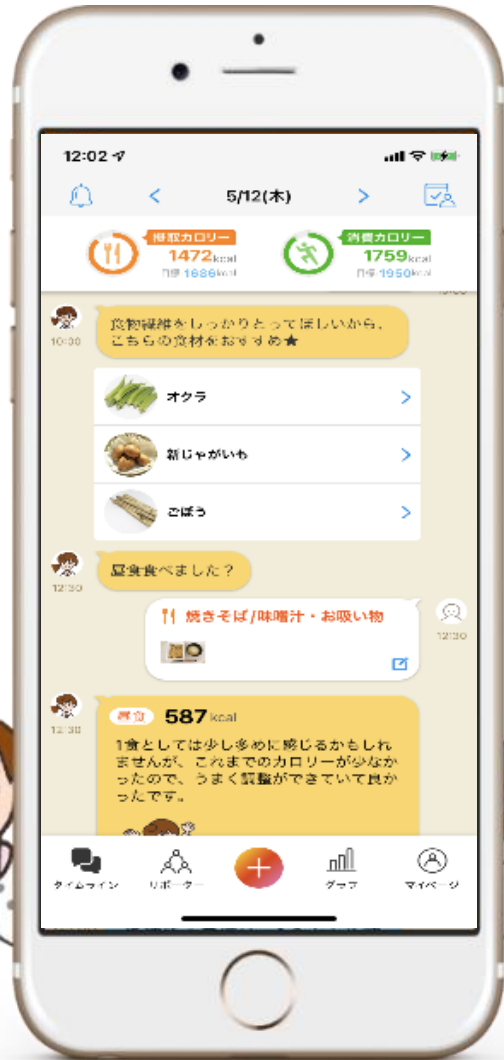 12:02
5/12(木)
摂取カロリー
1472kcal
目標 1686kcal
消費カロリー
1759kcal
目標 1950kcal
10:30
食物繊維をしっかりとってほしいから、
こちらの食材をおすすめ★
オクラ
新じゃがいも
ごぼう
昼食食べました？
12:30
焼きそば/味噌汁・お吸い物
12:30
12:30
昼食 587kcal
1食としては少し多めに感じるかもしれ
ませんが、これまでのカロリーが少なか
ったので、うまく調整ができていて良か
ったです。
タイムライン
リポーター
グラフ
マイページ